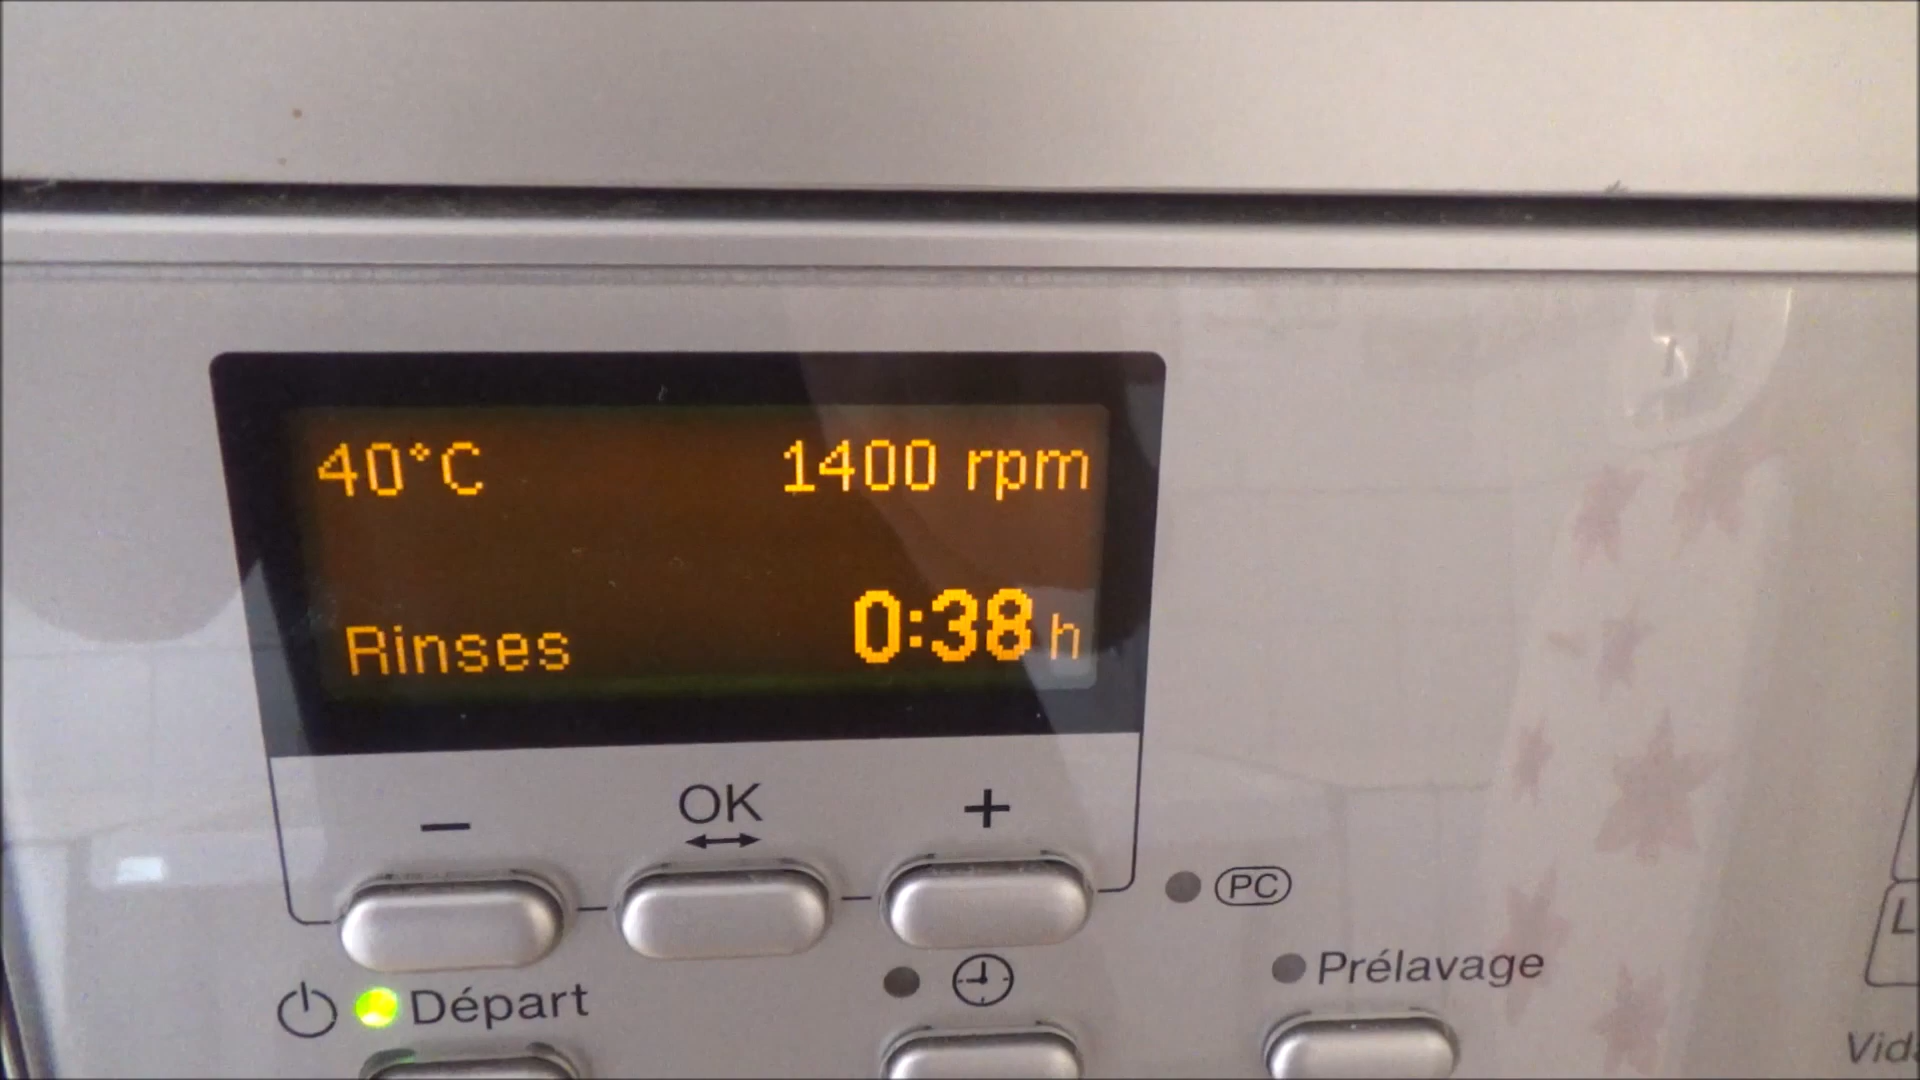 40°C 1400 rpm
Rinses 0:38 h
− OK +
PC
Prélavage
Départ